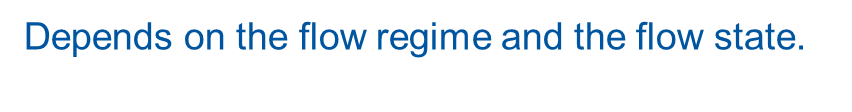 Depends on the flow regime and the flow state.